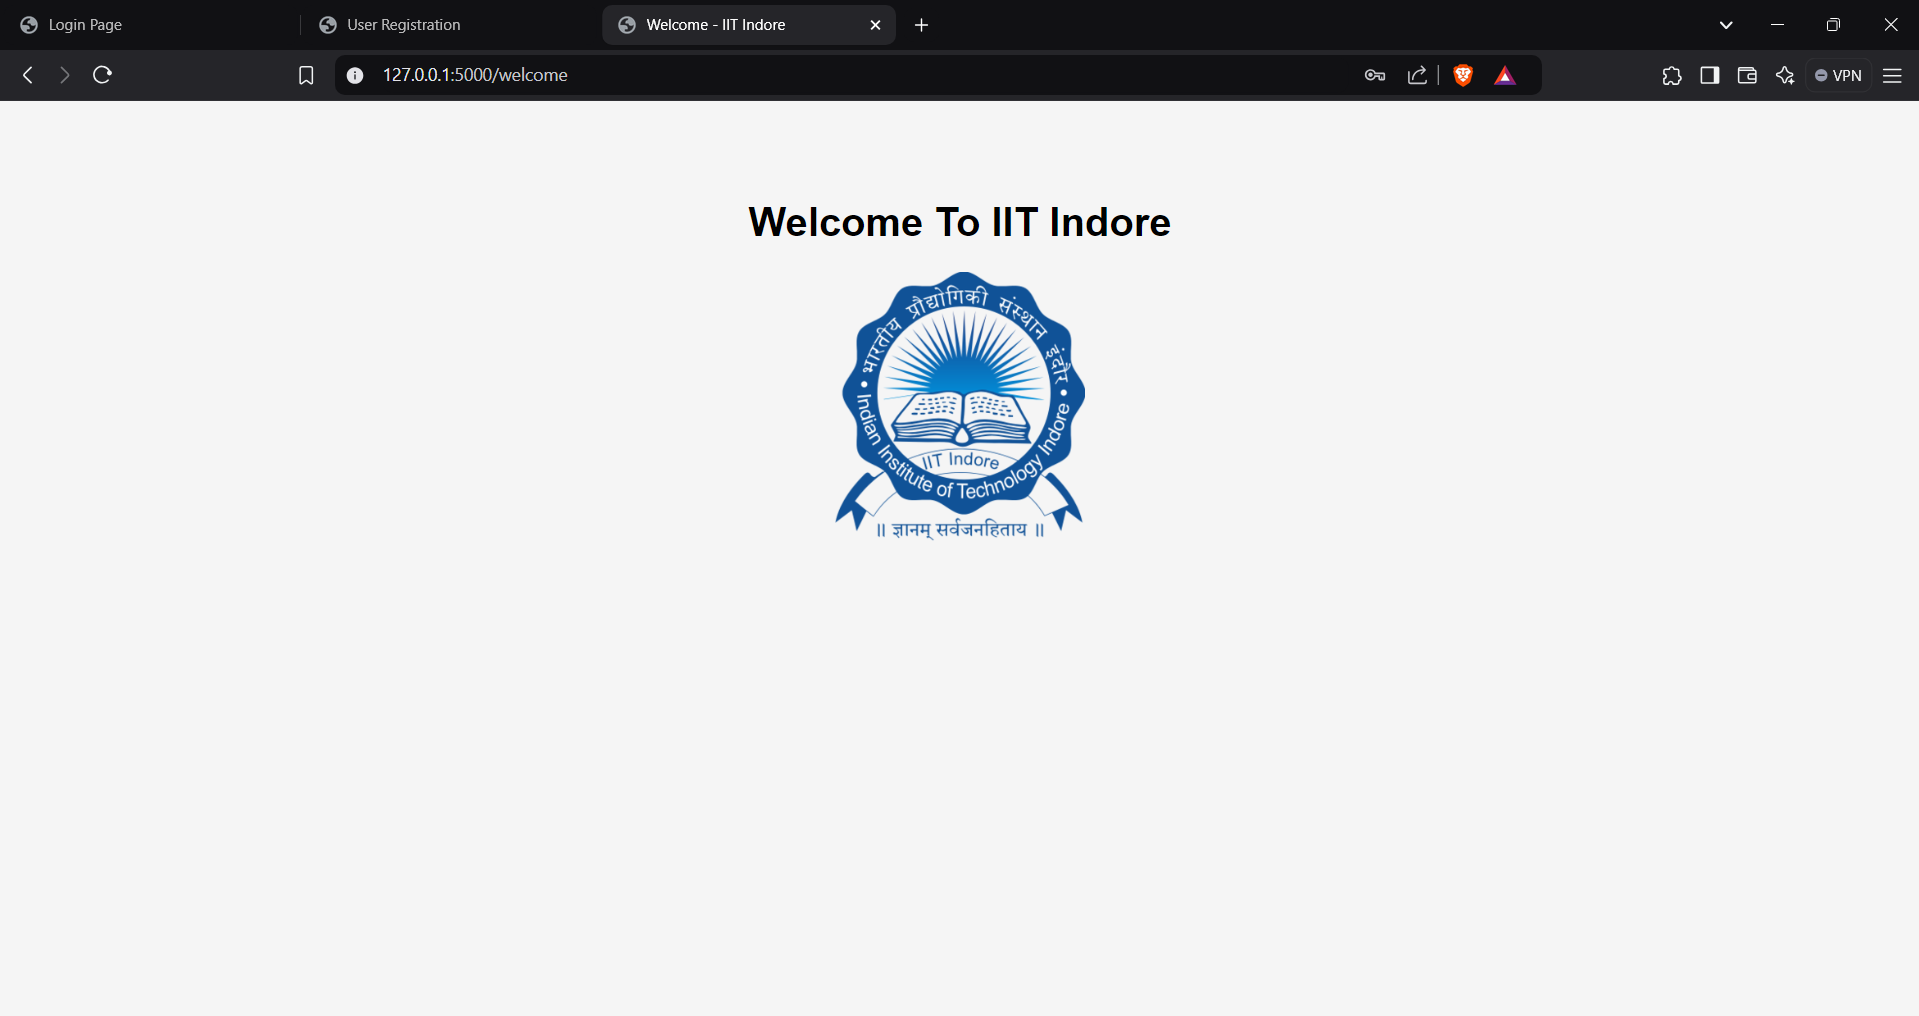 Login Page
User Registration
Welcome - IIT Indore
127.0.0.1:5000/welcome
VPN
Welcome To IIT Indore
भारतीय प्रौद्योगिकी संस्थान इंदौर
IIT Indore
Indian Institute of Technology Indore
॥ ज्ञानम् सर्वजनहिताय ॥